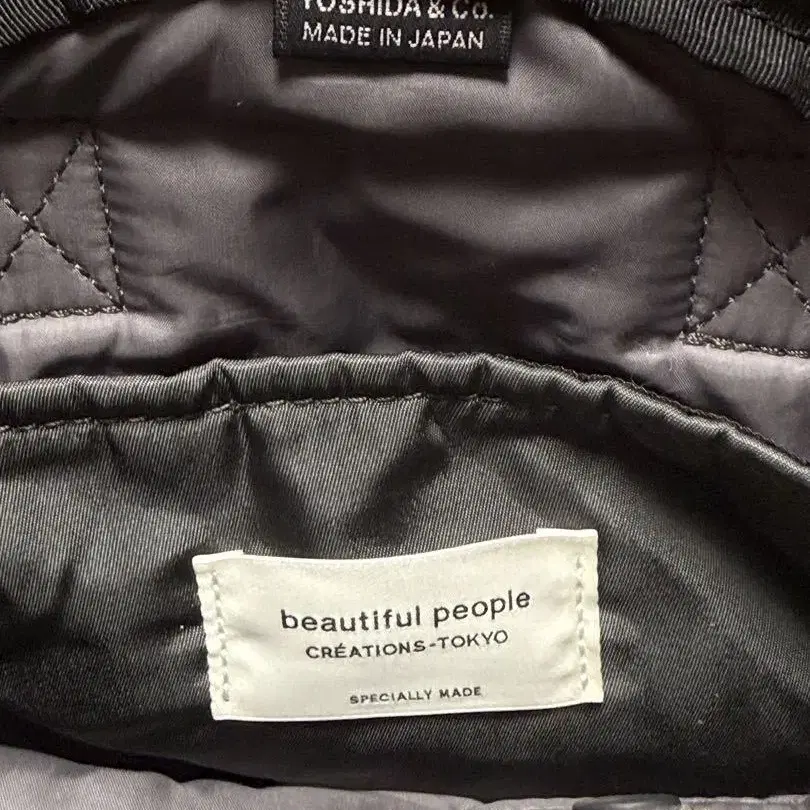 YOSHIDA & Co.
MADE IN JAPAN
beautiful people
CRÉATIONS-TOKYO
SPECIALLY MADE